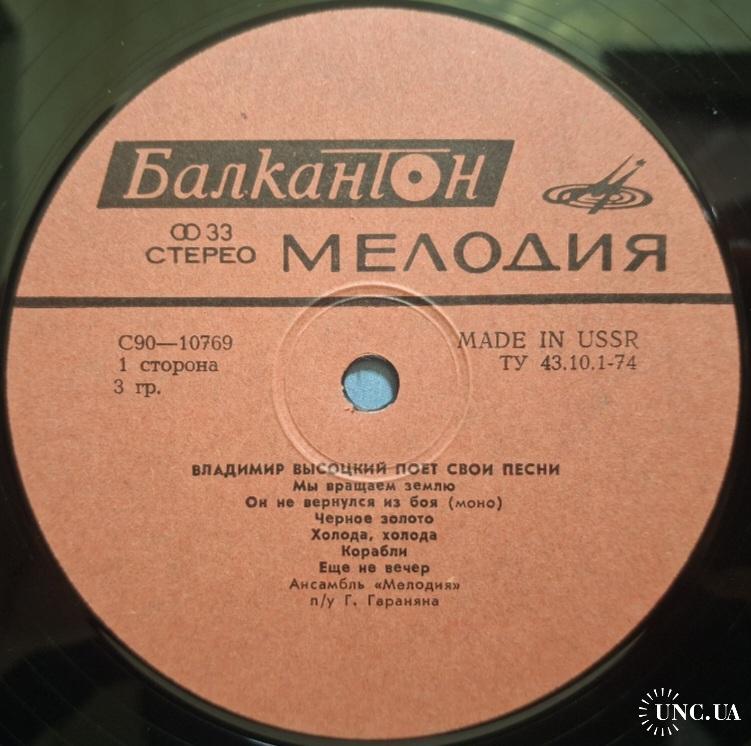 Балкантон
33
СТЕРЕО
МЕЛОДИЯ
С90—10769
1 сторона
3 гр.
MADE IN USSR
ТУ 43.10.1-74
ВЛАДИМИР ВЫСОЦКИЙ ПОЕТ СВОИ ПЕСНИ
Мы вращаем землю
Он не вернулся из боя (моно)
Черное золото
Холода, холода
Корабли
Еще не вечер
Ансамбль «Мелодия»
п/у Г. Гараняна
UNC.UA